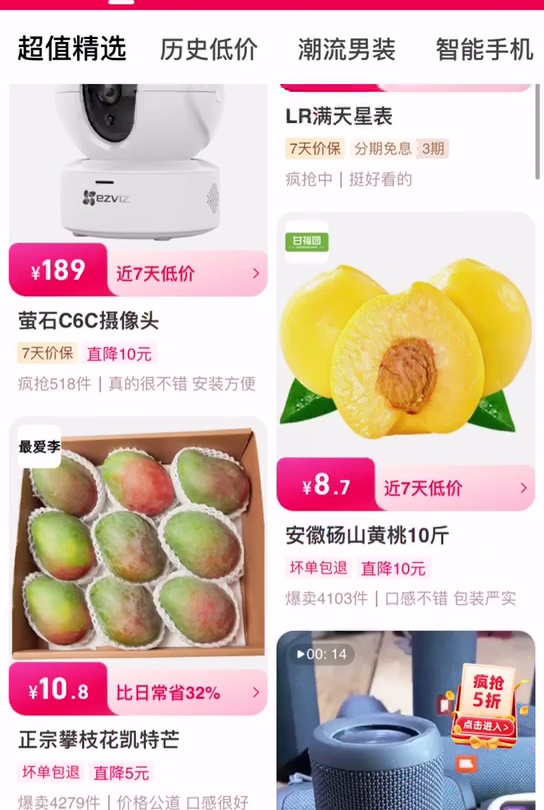 超值精选 历史低价 潮流男装 智能手机
ezviz
¥189 近7天低价
萤石C6C摄像头
7天价保 直降10元
疯抢518件 | 真的很不错 安装方便
最爱李
¥10.8 比日常省32%
正宗攀枝花凯特芒
坏单包退 直降5元
爆卖4279件 | 价格公道 口感很好
LR满天星表
7天价保 分期免息 3期
疯抢中 | 挺好看的
甘福园
¥8.7 近7天低价
安徽砀山黄桃10斤
坏单包退 直降10元
爆卖4103件 | 口感不错 包装严实
00: 14
疯抢
5折
点击进入>